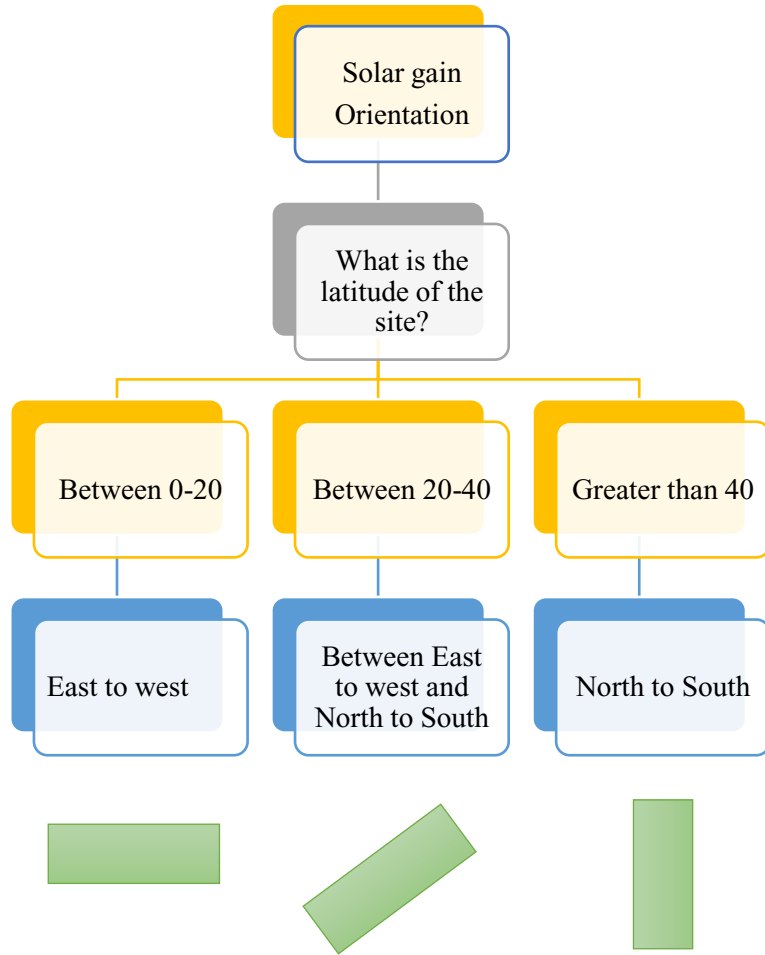 Solar gain
Orientation
What is the
latitude of the
site?
Between 0-20
Between 20-40
Greater than 40
East to west
Between East
to west and
North to South
North to South